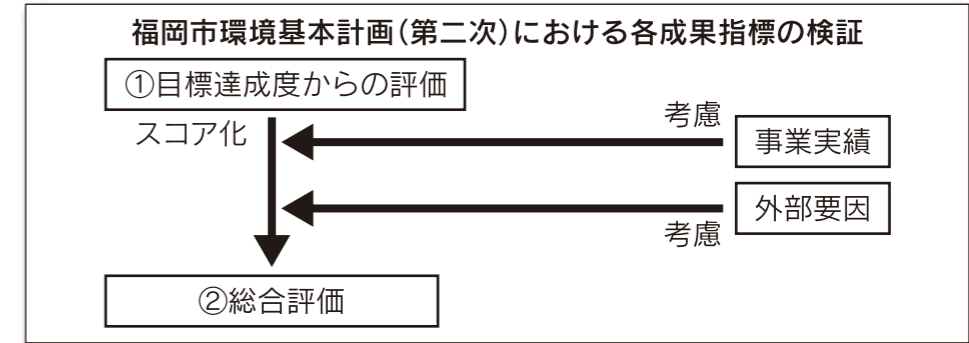 福岡市環境基本計画(第二次)における各成果指標の検証
①目標達成度からの評価
スコア化
考慮
事業実績
外部要因
考慮
②総合評価